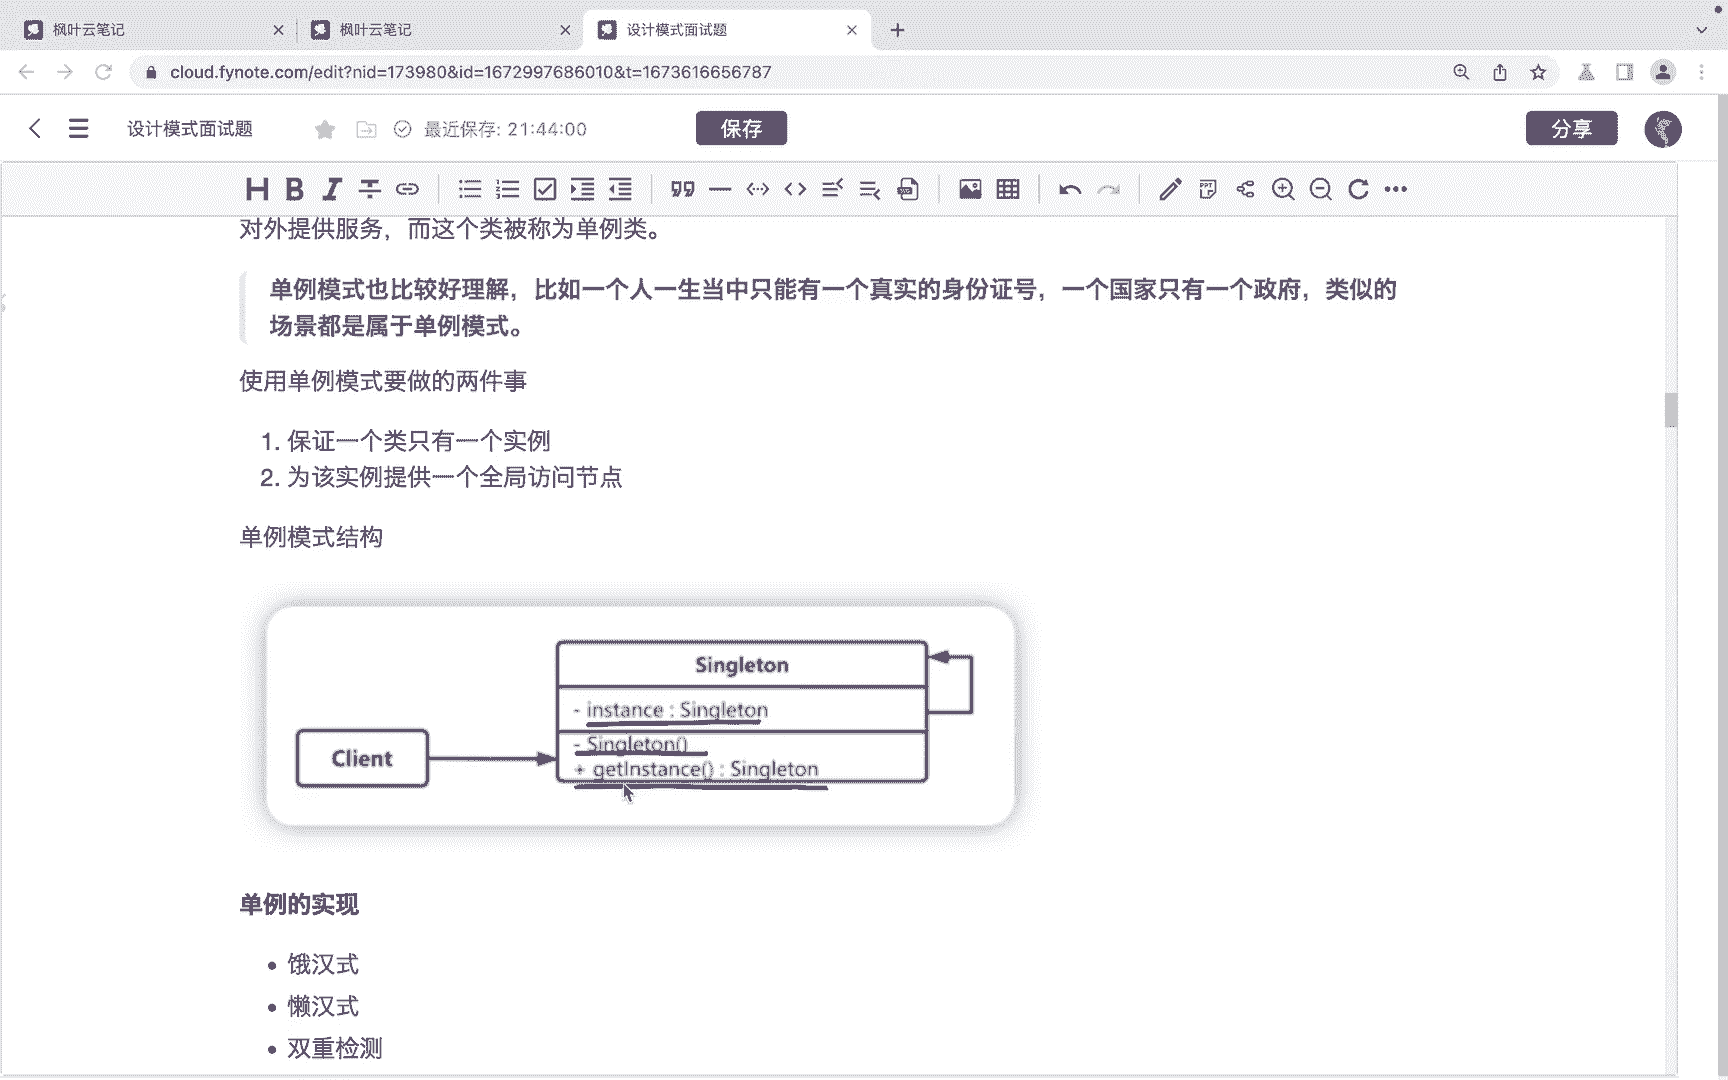 枫叶云笔记
枫叶云笔记
设计模式面试题
cloud.fynote.com/edit?nid=173980&id=1672997686010&t=1673616656787
设计模式面试题
最近保存: 21:44:00
保存
分享
对外提供服务，而这个类被称为单例类。
单例模式也比较好理解，比如一个人一生当中只能有一个真实的身份证号，一个国家只有一个政府，类似的
场景都是属于单例模式。
使用单例模式要做的两件事
1. 保证一个类只有一个实例
2. 为该实例提供一个全局访问节点
单例模式结构
Singleton
- instance : Singleton
- Singleton()
+ getInstance() : Singleton
Client
单例的实现
• 饿汉式
• 懒汉式
• 双重检测